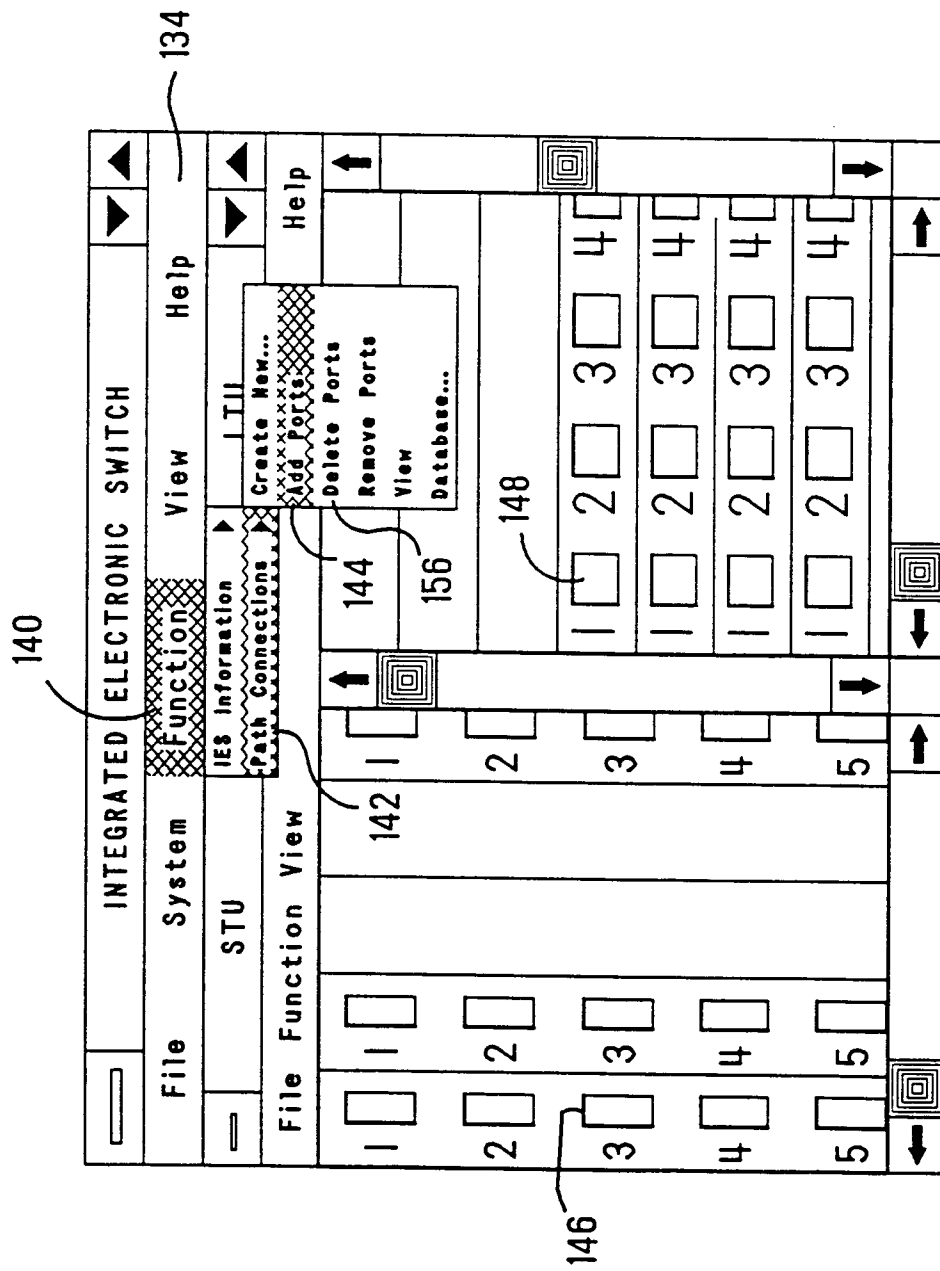 140
134
INTEGRATED ELECTRONIC SWITCH
File System Function View Help
STU
LTU
IES Information
Path Connections
Create New...
Add Ports
Delete Ports
Remove Ports
View
Database...
File Function View
Help
142
144
156
148
146
1 1 1
2 2 2
3 3 3
4 4 4
5 5 5
1 2 3 4
1 2 3 4
1 2 3 4
1 2 3 4